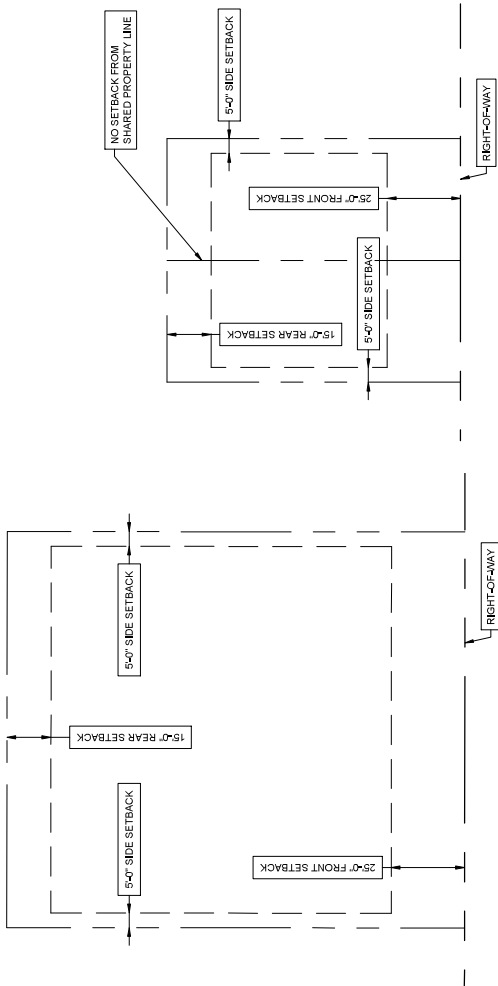 NO SETBACK FROM
SHARED PROPERTY LINE
5'-0" SIDE SETBACK
25'-0" FRONT SETBACK
15'-0" REAR SETBACK
5'-0" SIDE SETBACK
RIGHT-OF-WAY
5'-0" SIDE SETBACK
15'-0" REAR SETBACK
5'-0" SIDE SETBACK
25'-0" FRONT SETBACK
RIGHT-OF-WAY